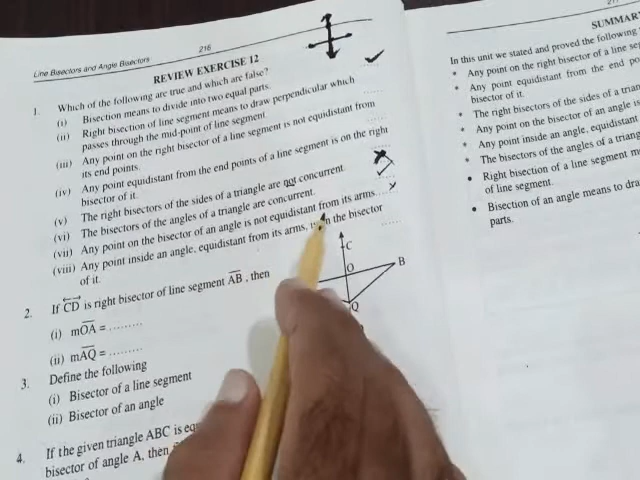 Line Bisectors and Angle Bisectors
216
REVIEW EXERCISE 12
1. Which of the following are true and which are false?
(i) Bisection means to divide into two equal parts.
(ii) Right bisection of line segment means to draw perpendicular which
passes through the mid-point of line segment.
(iii) Any point on the right bisector of a line segment is not equidistant from
its end points.
(iv) Any point equidistant from the end points of a line segment is on the right
bisector of it.
(v) The right bisectors of the sides of a triangle are not concurrent.
(vi) The bisectors of the angles of a triangle are concurrent.
(vii) Any point on the bisector of an angle is not equidistant from its arms.
(viii) Any point inside an angle, equidistant from its arms, is on the bisector
of it.
2. If CD is right bisector of line segment AB, then
(i) mOA = .........
(ii) mAQ = .........
C
O
B
Q
3. Define the following
(i) Bisector of a line segment
(ii) Bisector of an angle
4. If the given triangle ABC is
bisector of angle A, then
SUMMAR
In this unit we stated and proved the following
• Any point on the right bisector of a line
• Any point equidistant from the end
bisector of it.
• The right bisectors of the sides of a
• Any point on the bisector of an angle is
• Any point inside an angle, equidistant
• The bisectors of the angles of a
• Right bisection of line segment
of line segment.
• Bisection of an angle means to
parts.